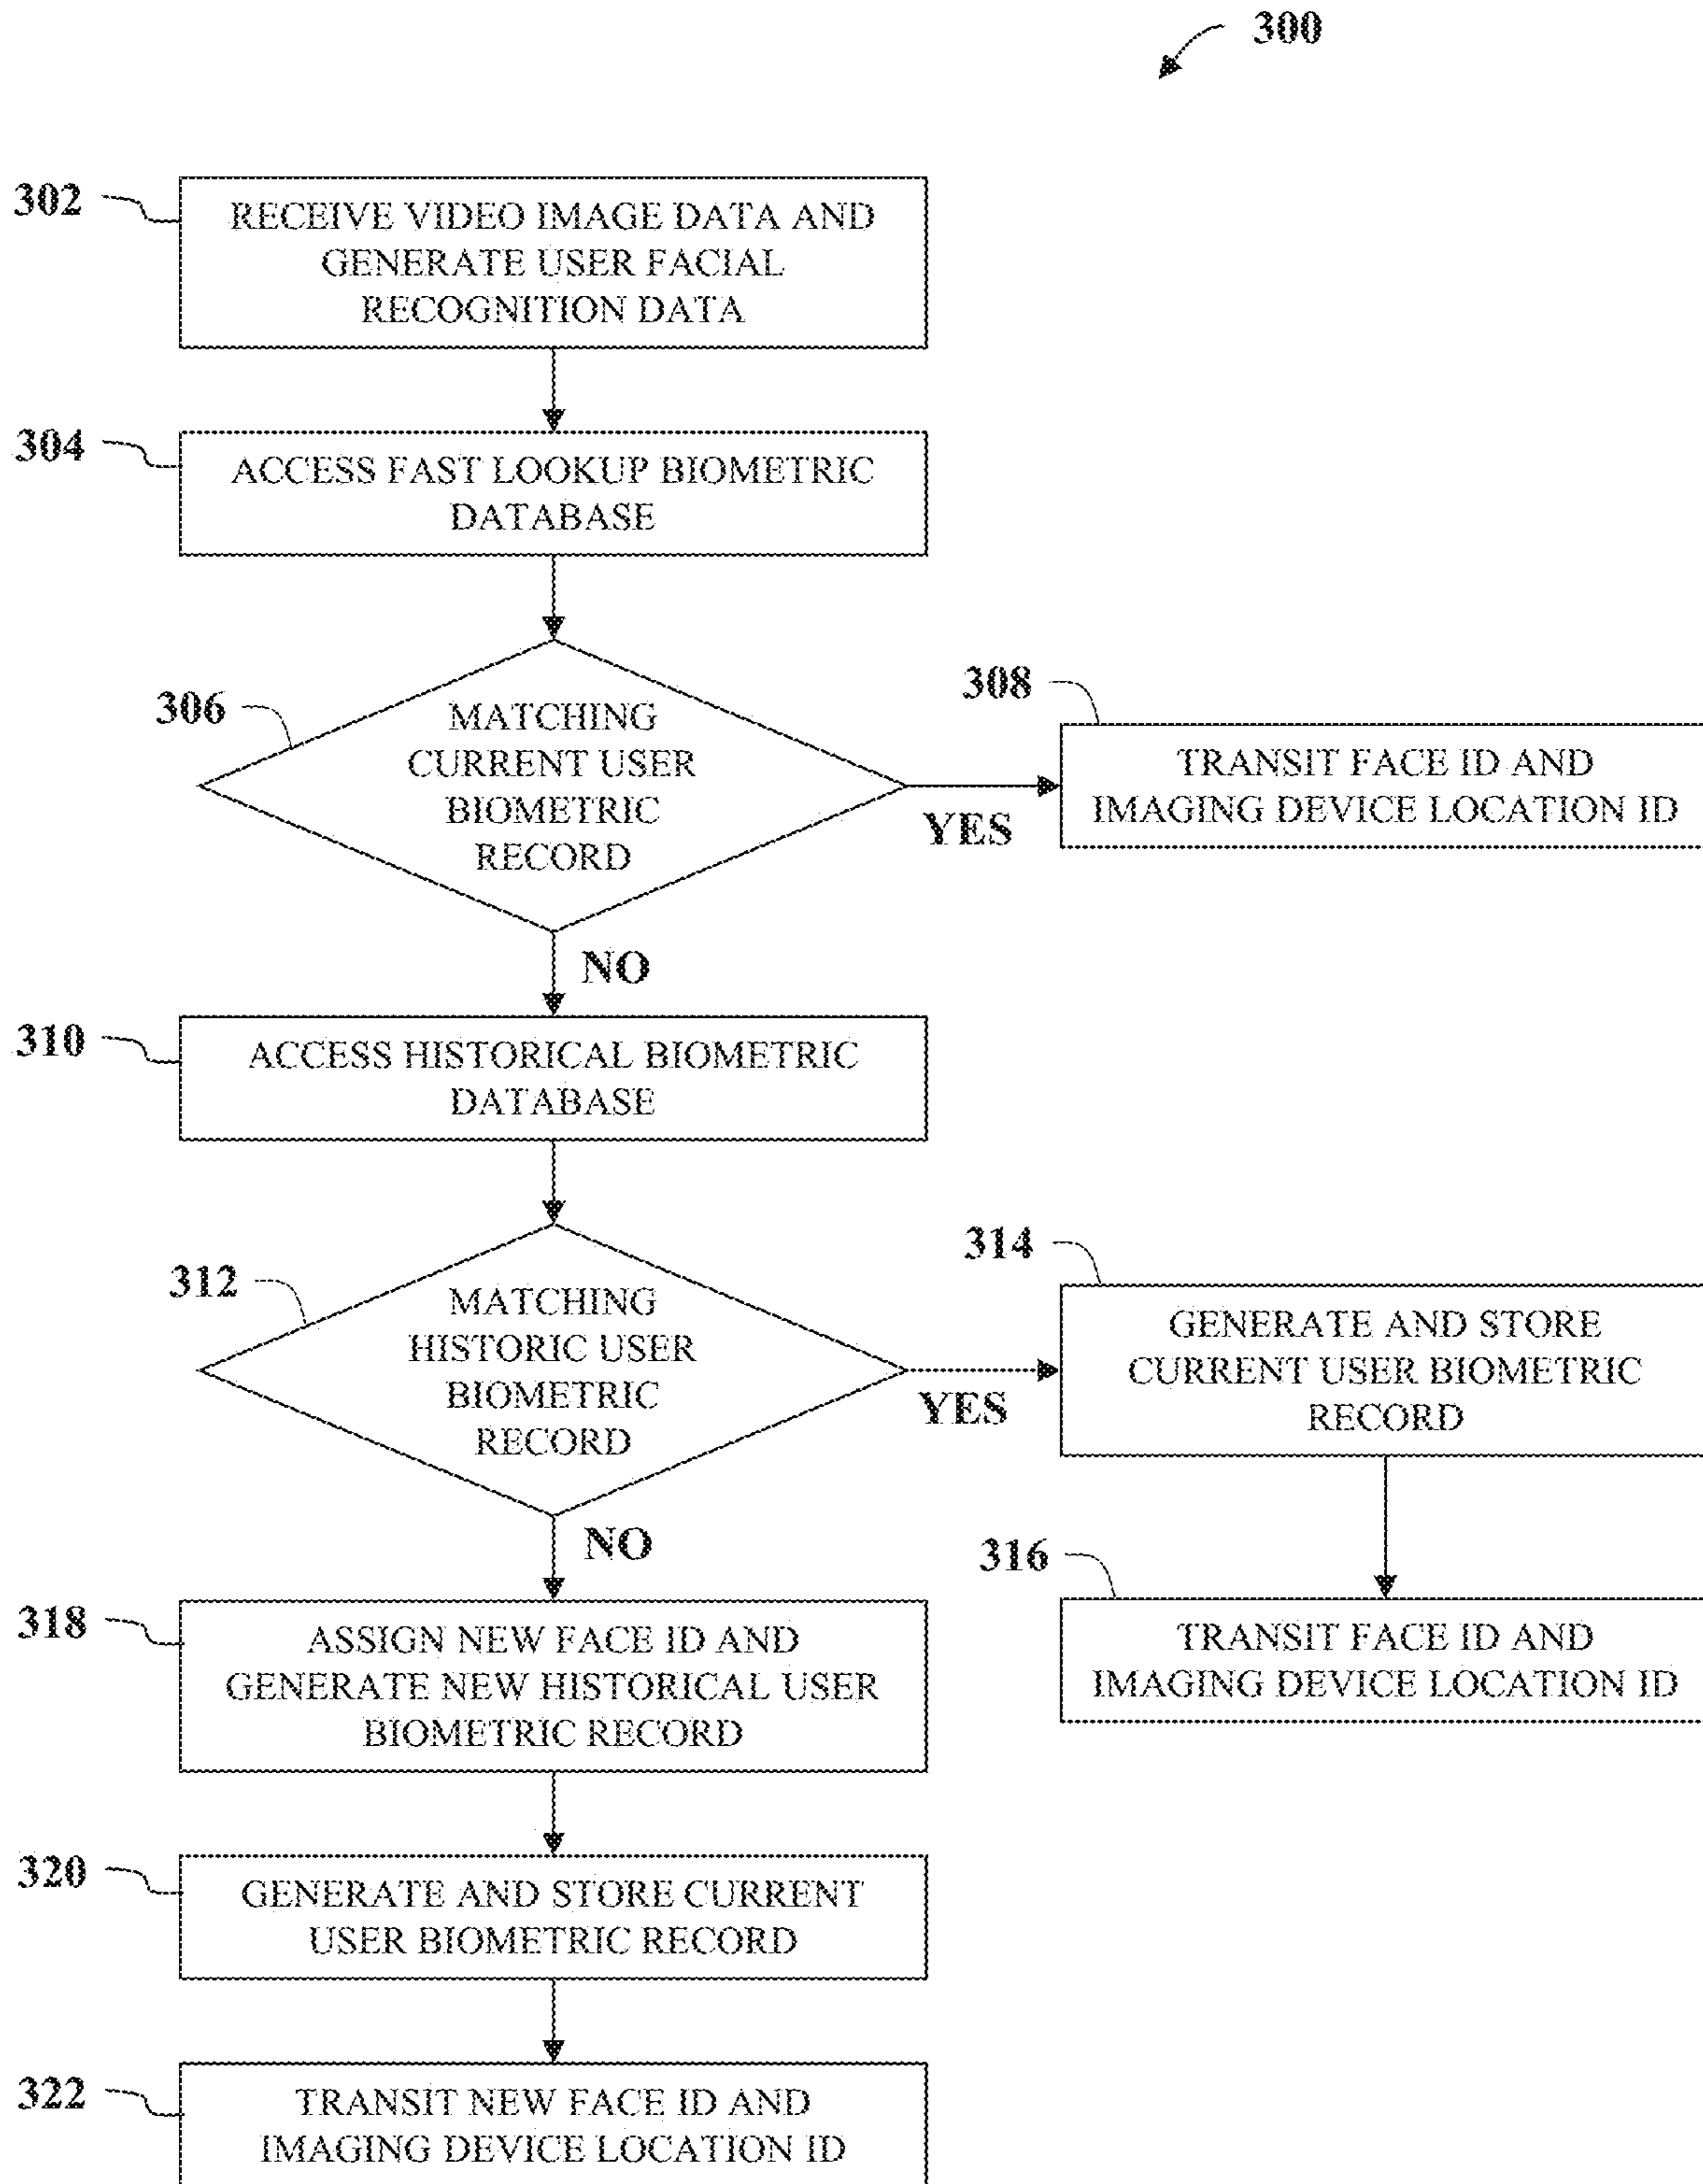 300
302
RECEIVE VIDEO IMAGE DATA AND
GENERATE USER FACIAL
RECOGNITION DATA
304
ACCESS FAST LOOKUP BIOMETRIC
DATABASE
306
MATCHING
CURRENT USER
BIOMETRIC
RECORD
YES
308
TRANSIT FACE ID AND
IMAGING DEVICE LOCATION ID
NO
310
ACCESS HISTORICAL BIOMETRIC
DATABASE
312
MATCHING
HISTORIC USER
BIOMETRIC
RECORD
YES
314
GENERATE AND STORE
CURRENT USER BIOMETRIC
RECORD
316
TRANSIT FACE ID AND
IMAGING DEVICE LOCATION ID
NO
318
ASSIGN NEW FACE ID AND
GENERATE NEW HISTORICAL USER
BIOMETRIC RECORD
320
GENERATE AND STORE CURRENT
USER BIOMETRIC RECORD
322
TRANSIT NEW FACE ID AND
IMAGING DEVICE LOCATION ID